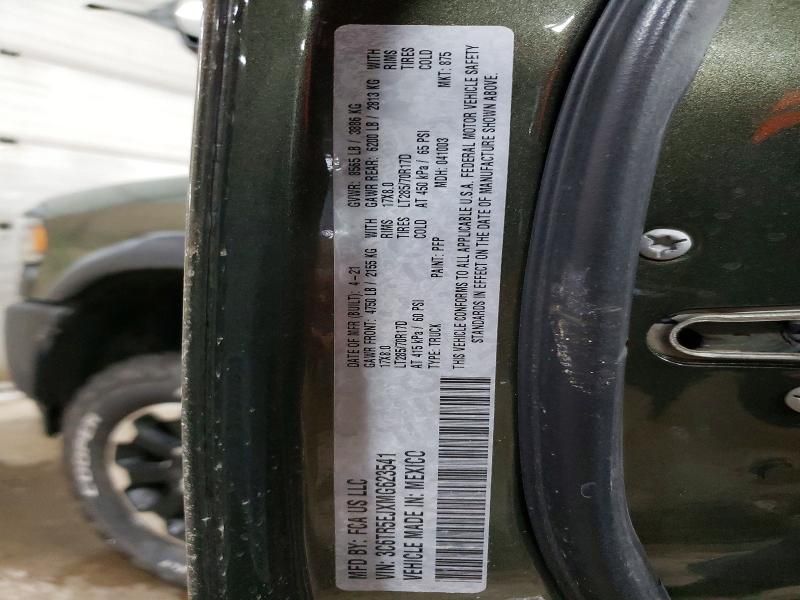 MFD BY: FCA US LLC
DATE OF MFR (BUILT): 4-21
GVWR: 8565 LB / 3886 KG
GAWR FRONT: 4750 LB / 2155 KG WITH
GAWR REAR: 6200 LB / 2813 KG WITH
17X8.0 RIMS
17X8.0 RIMS
LT285/70R17D TIRES
LT285/70R17D TIRES
AT 415 kPa / 60 PSI COLD
AT 450 kPa / 65 PSI COLD
VIN: 3C6TR5EJXMG623541
TYPE: TRUCK
PAINT: PFP
MDH: 041003
MKT: 875
VEHICLE MADE IN: MEXICO
THIS VEHICLE CONFORMS TO ALL APPLICABLE U.S.A. FEDERAL MOTOR VEHICLE SAFETY
STANDARDS IN EFFECT ON THE DATE OF MANUFACTURE SHOWN ABOVE.
COOPER